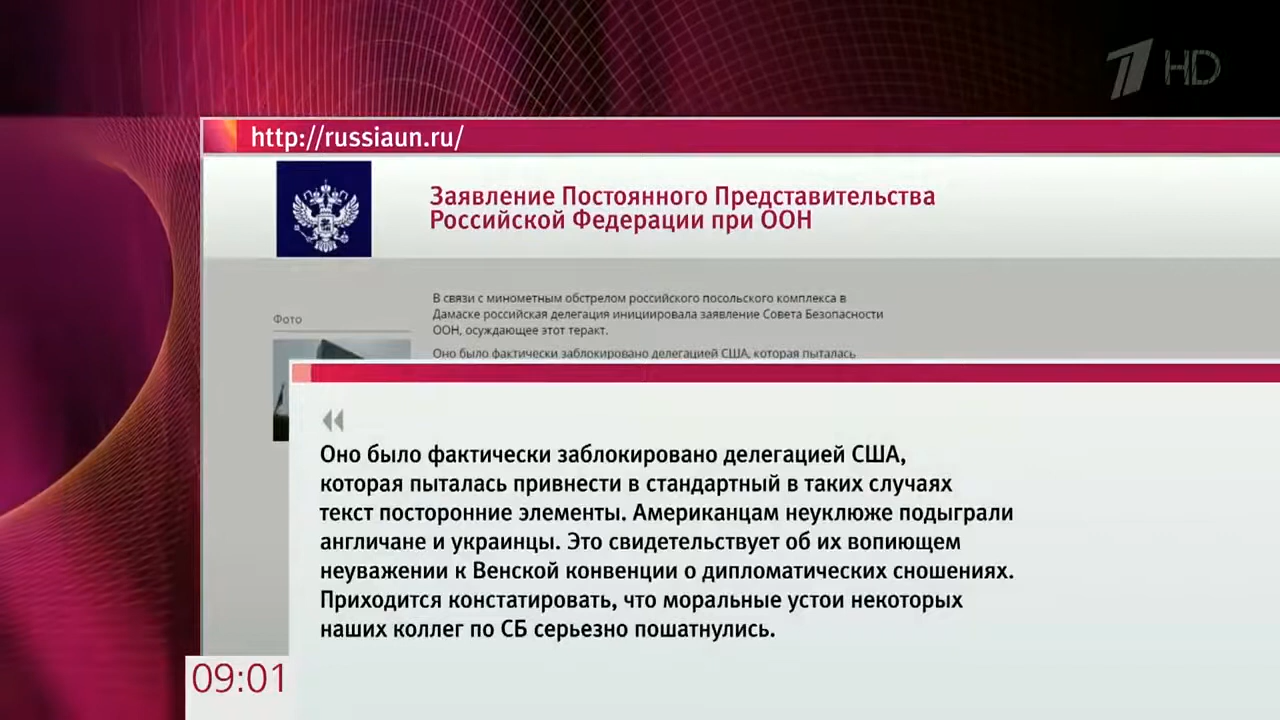 HD
http://russiaun.ru/
Заявление Постоянного Представительства
Российской Федерации при ООН
В связи с минометным обстрелом российского посольского комплекса в
Дамаске российская делегация инициировала заявление Совета Безопасности
ООН, осуждающее этот теракт.
Фото
Оно было фактически заблокировано делегацией США, которая пыталась
Оно было фактически заблокировано делегацией США,
которая пыталась привнести в стандартный в таких случаях
текст посторонние элементы. Американцам неуклюже подыграли
англичане и украинцы. Это свидетельствует об их вопиющем
неуважении к Венской конвенции о дипломатических сношениях.
Приходится констатировать, что моральные устои некоторых
наших коллег по СБ серьезно пошатнулись.
09:01